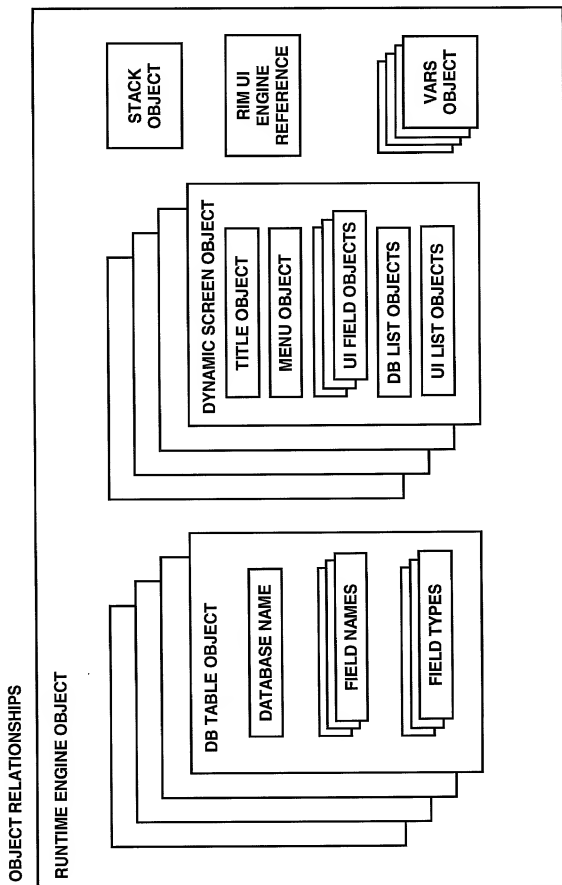 OBJECT RELATIONSHIPS
RUNTIME ENGINE OBJECT
DB TABLE OBJECT
DATABASE NAME
FIELD NAMES
FIELD TYPES
DYNAMIC SCREEN OBJECT
TITLE OBJECT
MENU OBJECT
UI FIELD OBJECTS
DB LIST OBJECTS
UI LIST OBJECTS
STACK
OBJECT
RIM UI
ENGINE
REFERENCE
VARS
OBJECT